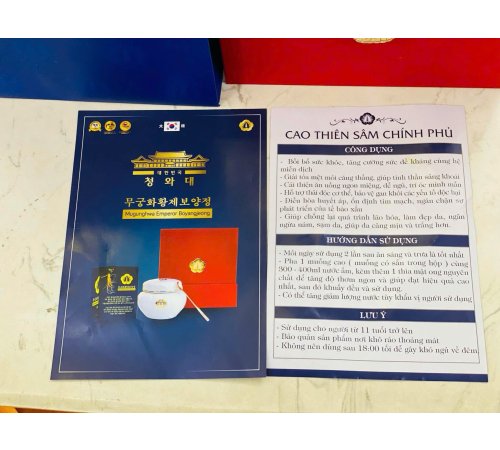 대한민국
청와대
무궁화황제보양정
Mugunghwa Emperor Boyangjeong
CAO THIÊN SÂM CHÍNH PHỦ
CÔNG DỤNG
- Bồi bổ sức khỏe, tăng cường sức đề kháng cùng hệ
miễn dịch
- Giải tỏa mệt mỏi căng thẳng, giúp tinh thần sảng khoái
- Cải thiện ăn nóng ngon miệng, dễ ngủ, trí óc minh mẫn
- Hỗ trợ thải độc cơ thể, bảo vệ gan khỏi các yếu tố độc hại
- Điều hòa huyết áp, ổn định tim mạch, ngăn chặn sự
phát triển của tế bào xấu
- Giúp chống lại quá trình lão hóa, làm đẹp da, ngăn
ngừa nám, sạm da, giúp da căng mịn và trắng hơn.
HƯỚNG DẪN SỬ DỤNG
- Mỗi ngày sử dụng 2 lần sau ăn sáng và trưa là tốt nhất
- Pha 1 muỗng cao ( muỗng có sẵn trong hộp ) cùng
300 - 400ml nước ấm, kèm thêm 1 thìa mật ong nguyên
chất để tăng độ thơm ngon và giúp đạt hiệu quả cao
nhất, sau đó khuấy đều và sử dụng.
- Có thể tăng giảm lượng nước tùy khẩu vị người sử dụng
LƯU Ý
- Sử dụng cho người từ 11 tuổi trở lên
- Bảo quản sản phẩm nơi khô ráo thoáng mát
- Không nên dùng sau 18:00 tối dễ gây khó ngủ về đêm